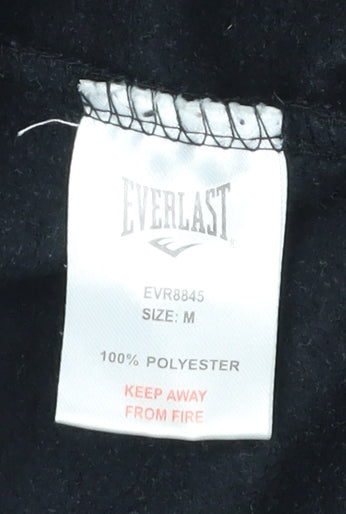 EVERLAST
EVR8845
SIZE: M
100% POLYESTER
KEEP AWAY
FROM FIRE